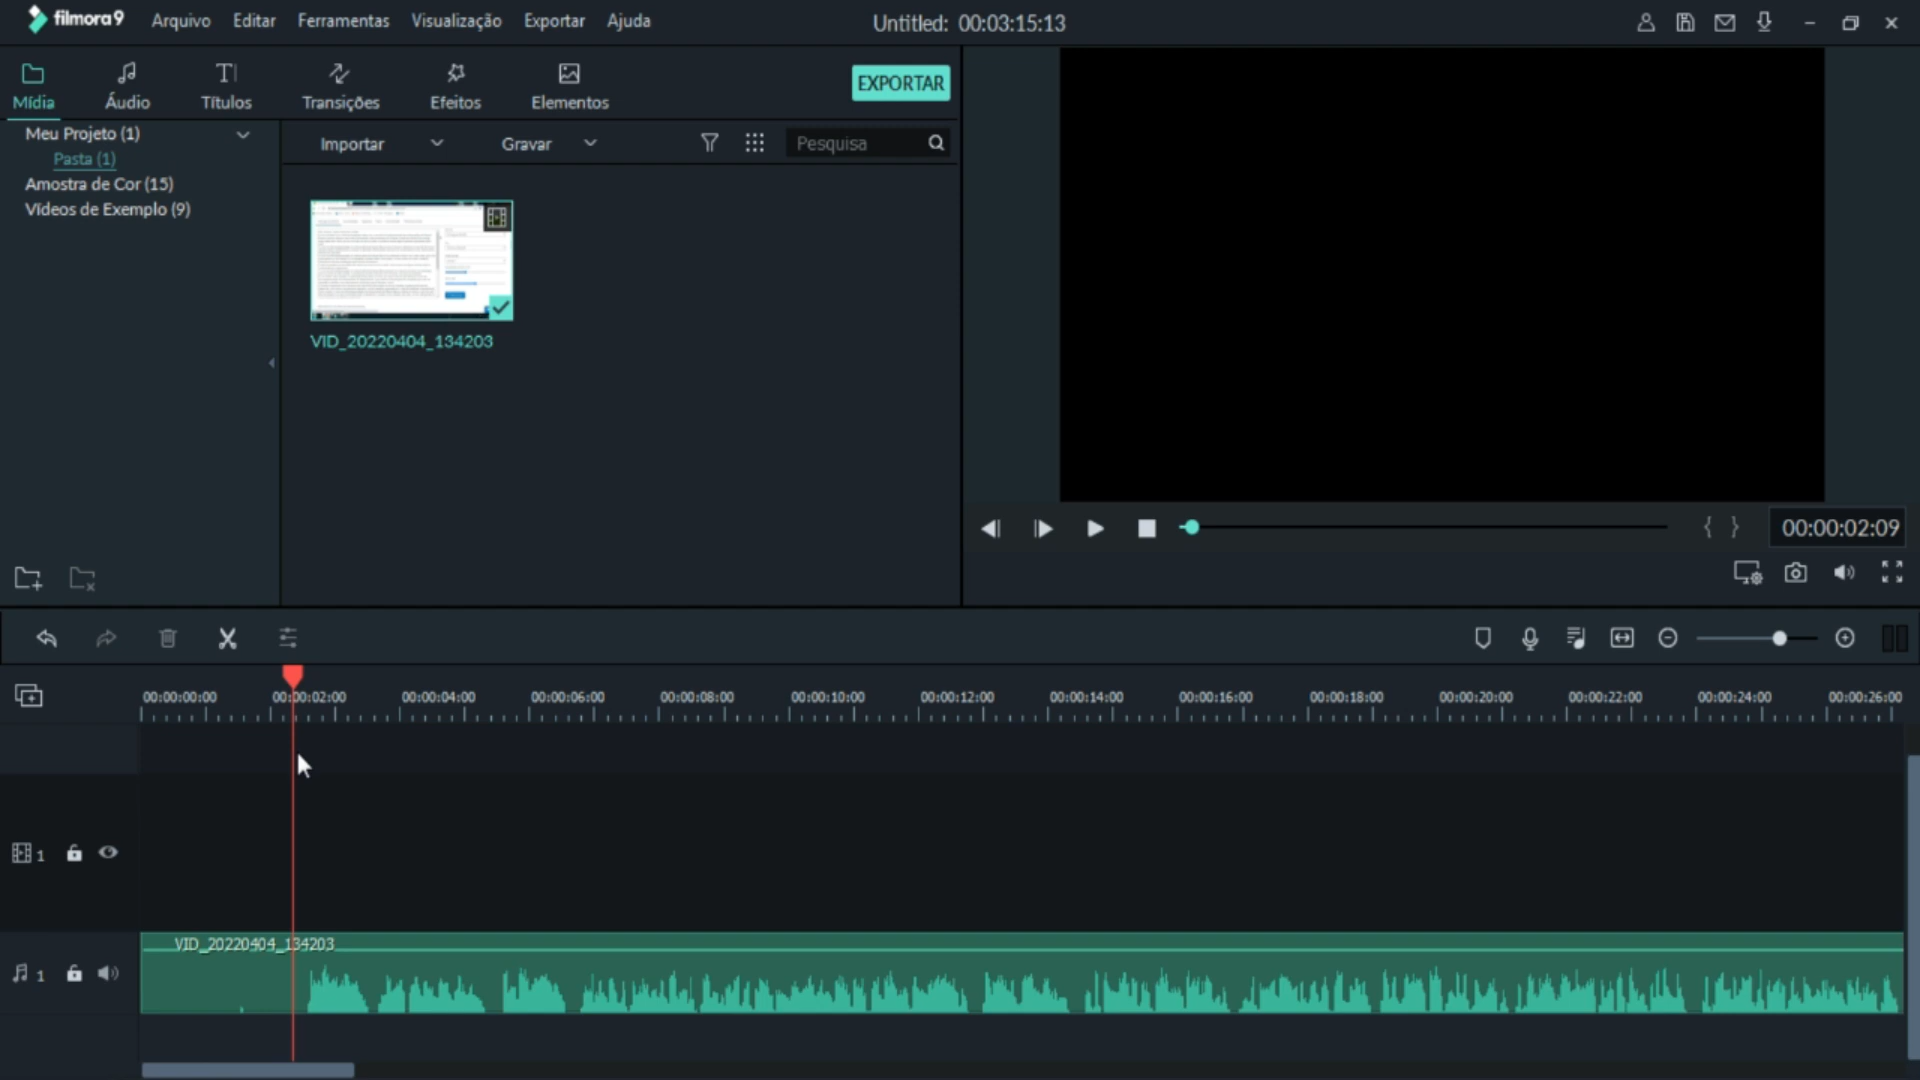 filmora9 Arquivo Editar Ferramentas Visualização Exportar Ajuda Untitled: 00:03:15:13
Mídia Áudio Títulos Transições Efeitos Elementos EXPORTAR
Meu Projeto (1)
Pasta (1)
Amostra de Cor (15)
Vídeos de Exemplo (9)
Importar Gravar Pesquisa
VID_20220404_134203
00:00:02:09
00:00:00:00 00:00:02:00 00:00:04:00 00:00:06:00 00:00:08:00 00:00:10:00 00:00:12:00 00:00:14:00 00:00:16:00 00:00:18:00 00:00:20:00 00:00:22:00 00:00:24:00 00:00:26:00
1
VID_20220404_134203
1